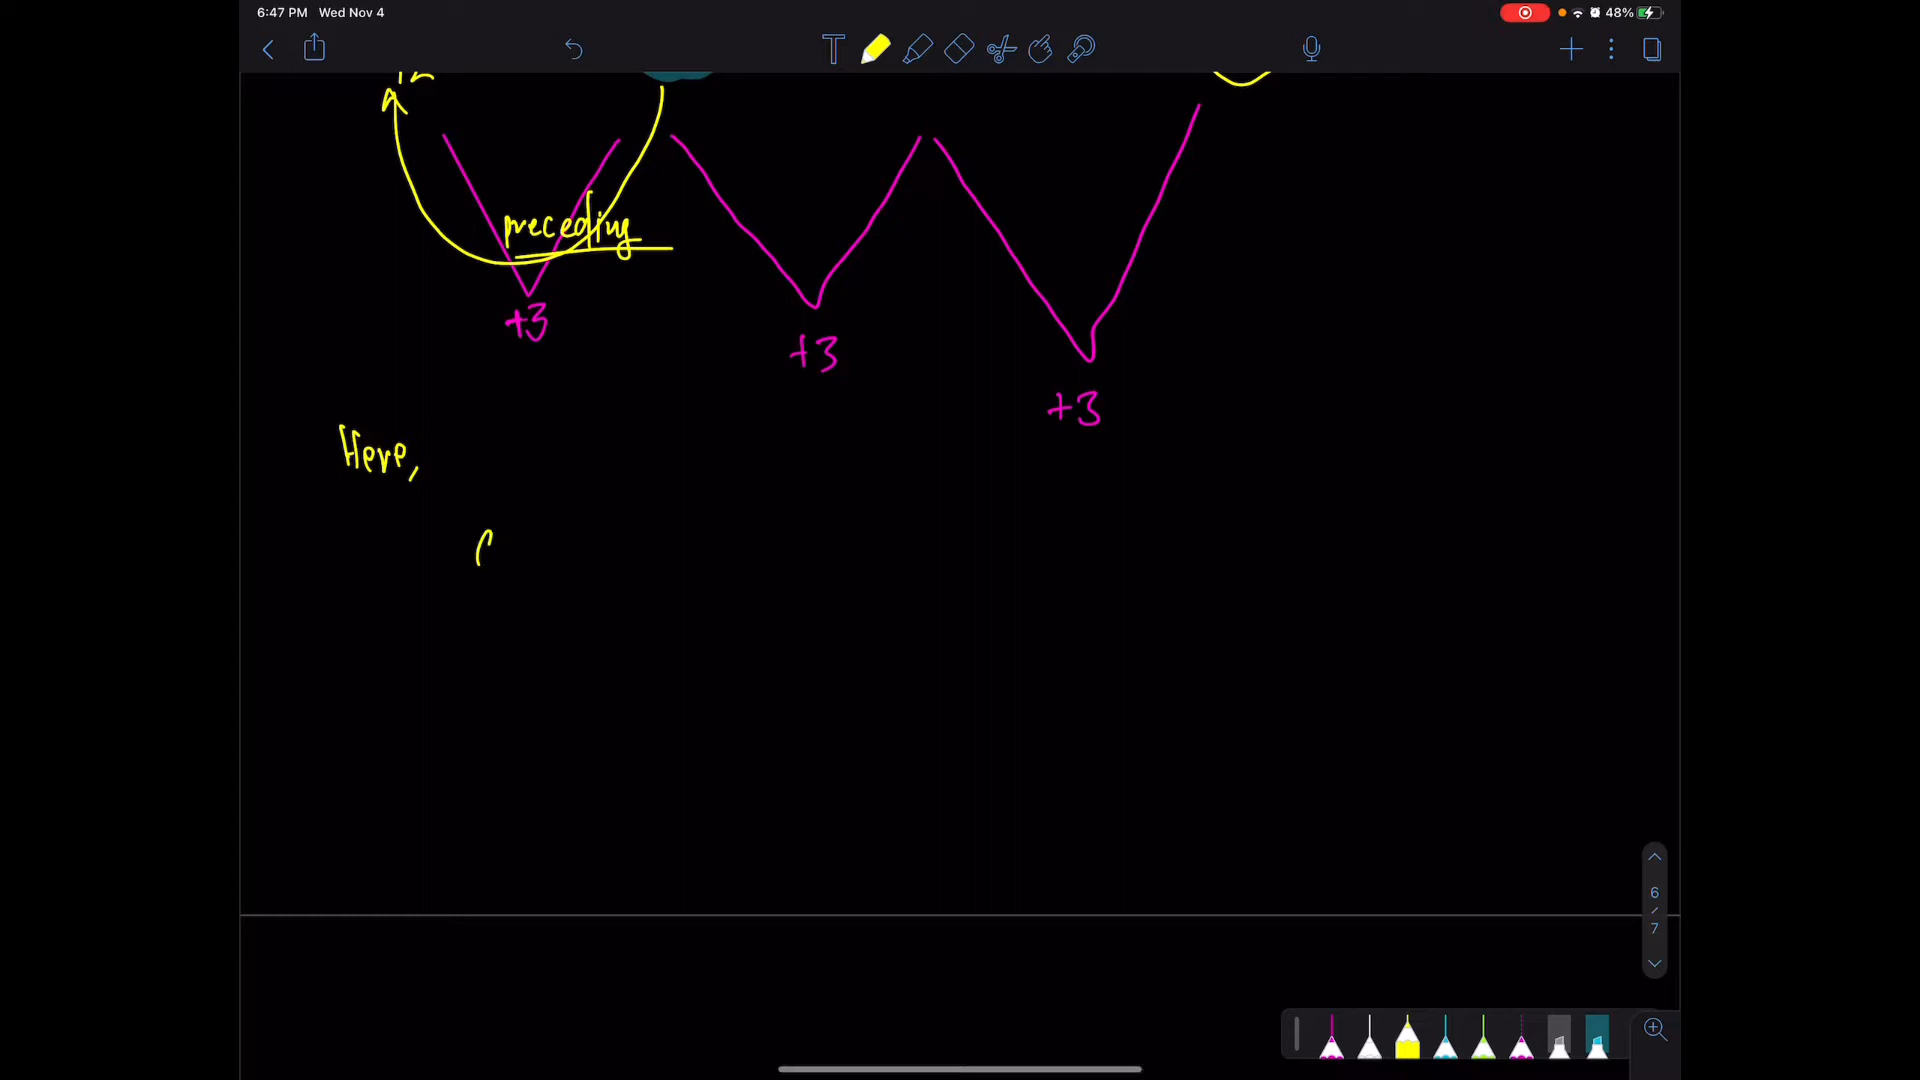 6:47 PM Wed Nov 4
48%
preceding
+3
+3
+3
Here,
6
/
7